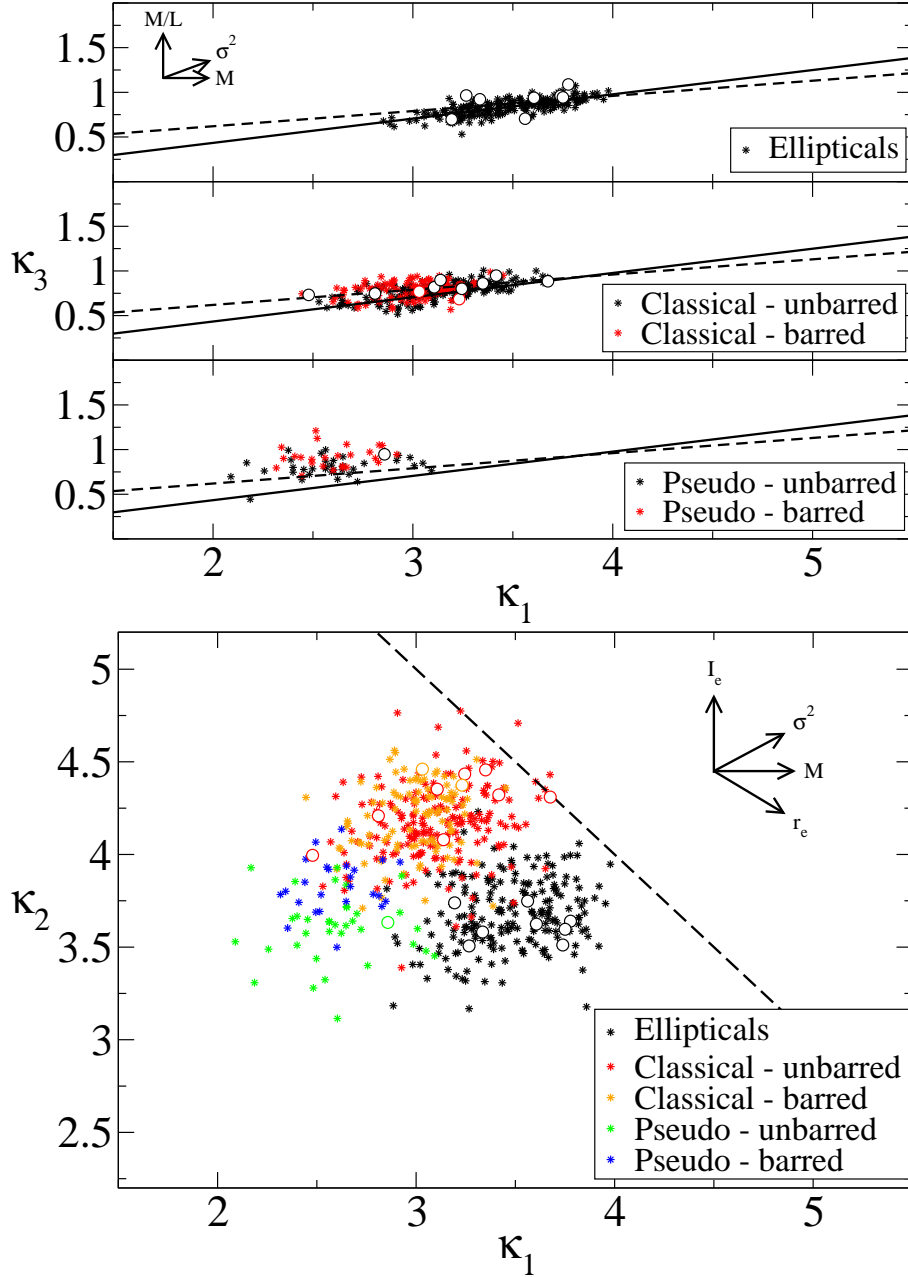 M/L
σ²
M
1.5
1
0.5
Ellipticals
1.5
1
0.5
κ₃
Classical - unbarred
Classical - barred
1.5
1
0.5
Pseudo - unbarred
Pseudo - barred
2 3 4 5
κ₁
5
4.5
4
3.5
3
2.5
κ₂
Iₑ
σ²
M
rₑ
Ellipticals
Classical - unbarred
Classical - barred
Pseudo - unbarred
Pseudo - barred
2 3 4 5
κ₁